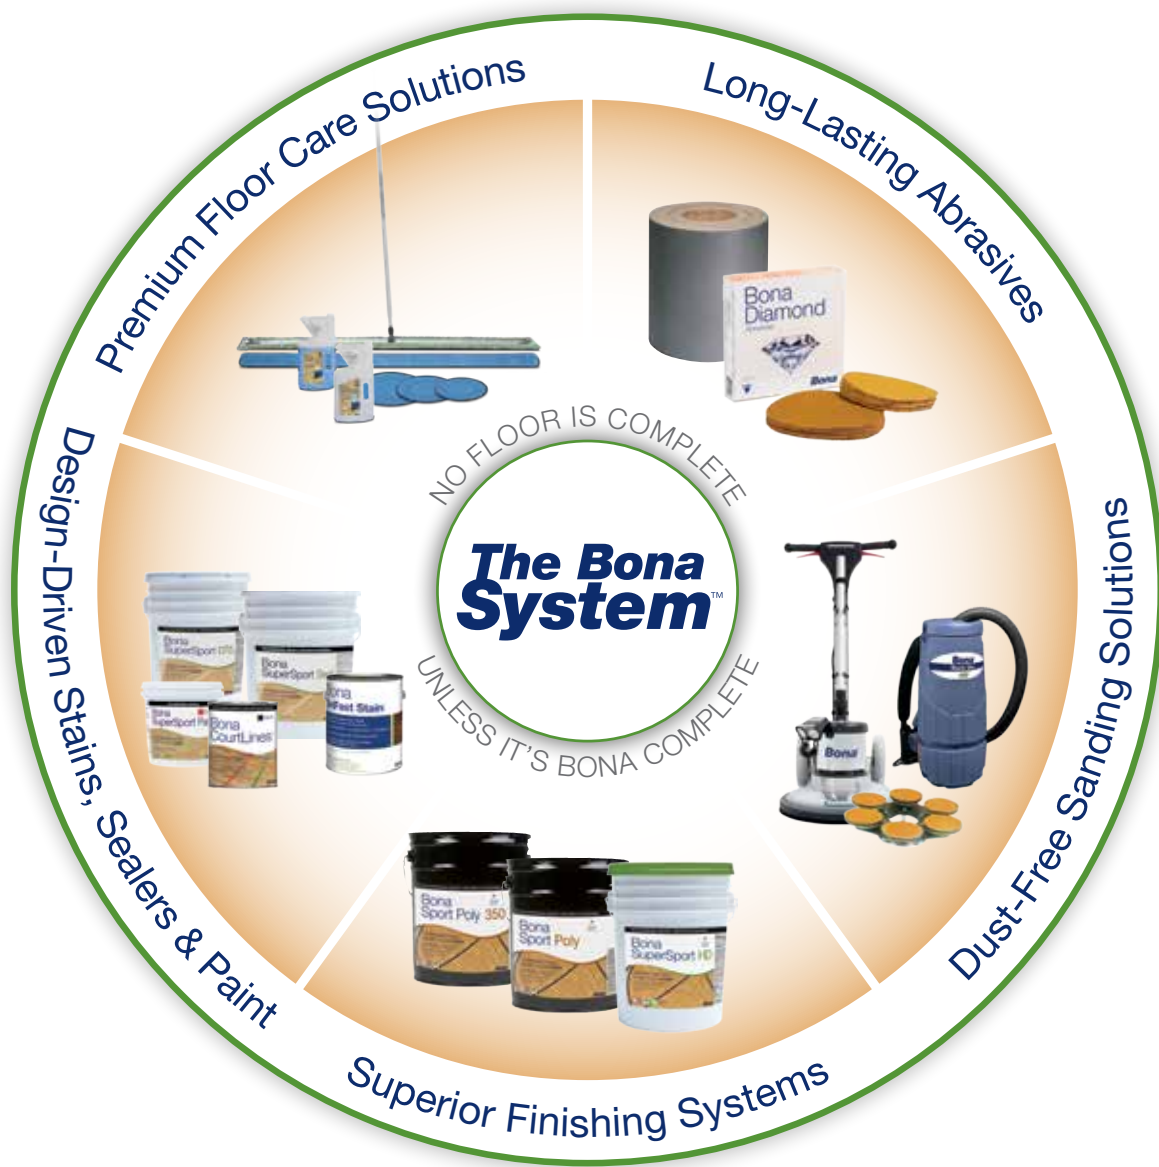 Premium Floor Care Solutions
Long-Lasting Abrasives
Bona
Diamond
Bona
NO FLOOR IS COMPLETE
The Bona
System™
UNLESS IT'S BONA COMPLETE
Dust-Free Sanding Solutions
Bona
Bona
Design-Driven Stains, Sealers & Paint
Bona
SuperSport
Bona
SuperSport
Bona
SuperSport
Bona
CourtLines
Fast Stain
Superior Finishing Systems
Bona
Sport Poly 350
Bona
Sport Poly
Bona
SuperSport HD